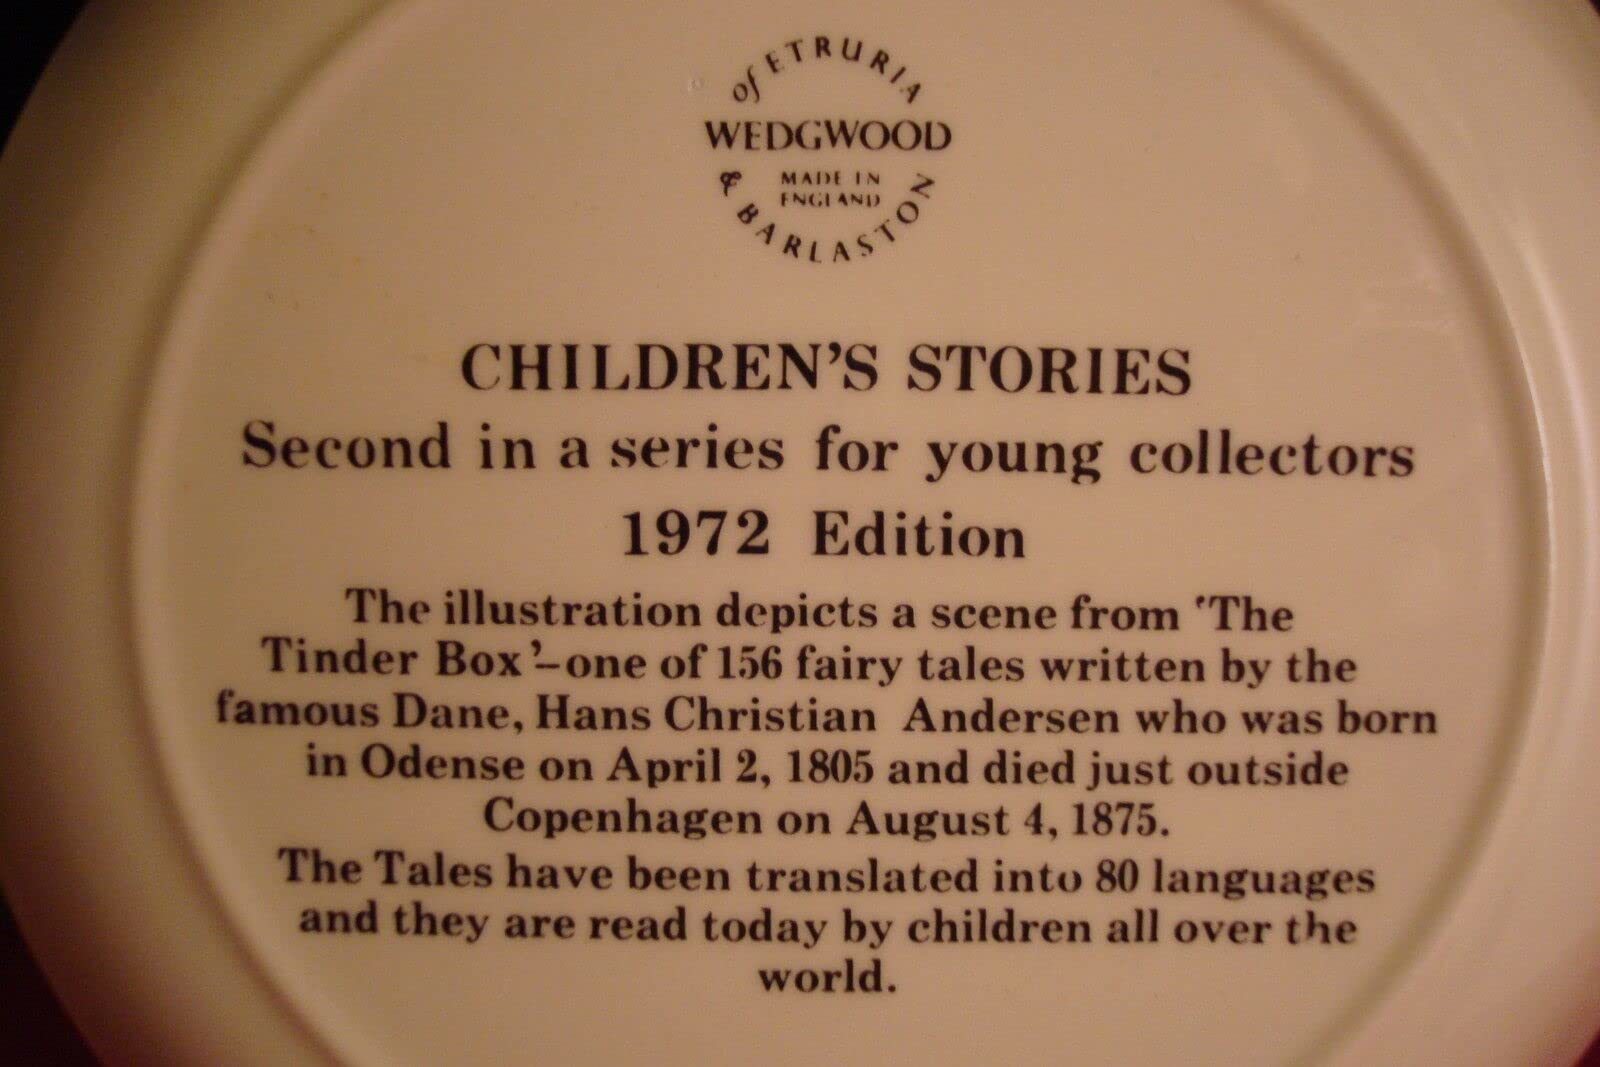 of ETRURIA
WEDGWOOD
MADE IN
ENGLAND
& BARLASTON
CHILDREN'S STORIES
Second in a series for young collectors
1972 Edition
The illustration depicts a scene from 'The
Tinder Box'–one of 156 fairy tales written by the
famous Dane, Hans Christian Andersen who was born
in Odense on April 2, 1805 and died just outside
Copenhagen on August 4, 1875.
The Tales have been translated into 80 languages
and they are read today by children all over the
world.